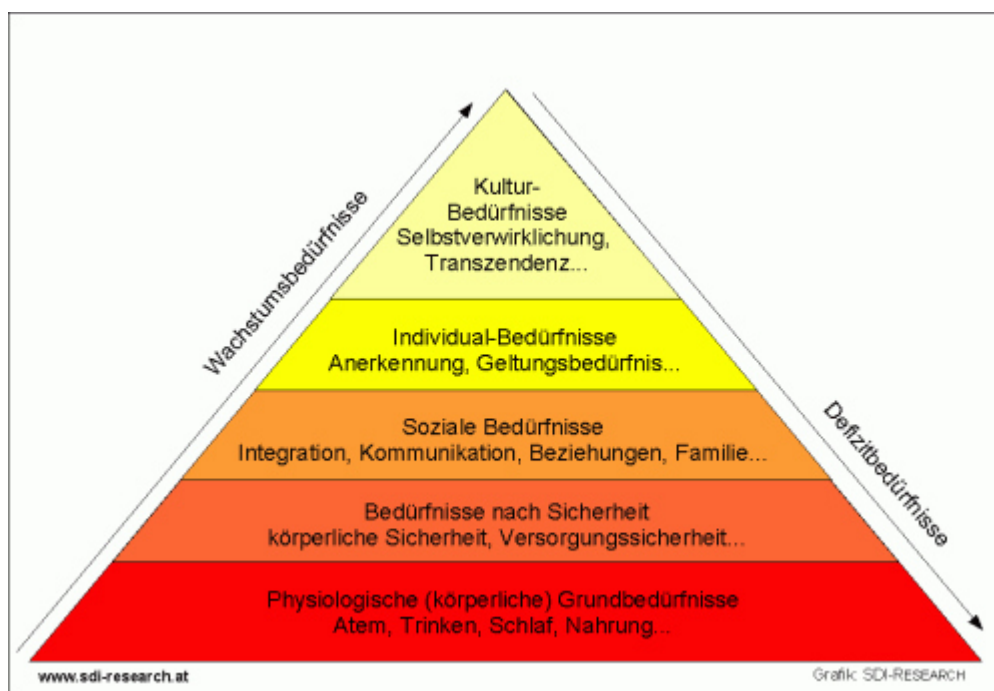 Kultur-
Bedürfnisse
Selbstverwirklichung,
Transzendenz...
Wachstumsbedürfnisse
Individual-Bedürfnisse
Anerkennung, Geltungsbedürfnis...
Defizitbedürfnisse
Soziale Bedürfnisse
Integration, Kommunikation, Beziehungen, Familie...
Bedürfnisse nach Sicherheit
körperliche Sicherheit, Versorgungssicherheit...
Physiologische (körperliche) Grundbedürfnisse
Atem, Trinken, Schlaf, Nahrung...
www.sdi-research.at
Grafik: SDI-RESEARCH